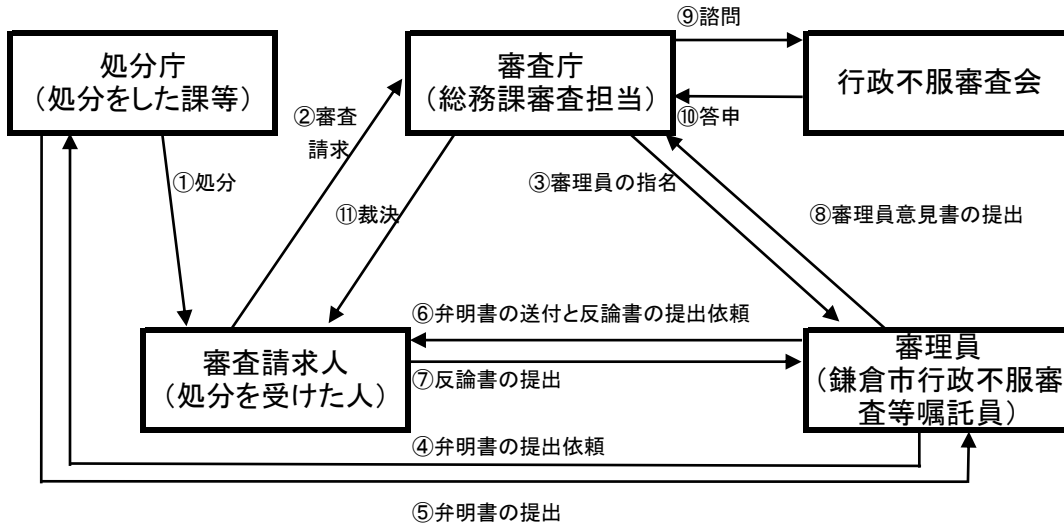 ⑨諮問
処分庁
（処分をした課等）
審査庁
（総務課審査担当）
行政不服審査会
②審査
請求
⑩答申
①処分
③審理員の指名
⑪裁決
⑧審理員意見書の提出
⑥弁明書の送付と反論書の提出依頼
審査請求人
（処分を受けた人）
⑦反論書の提出
審理員
（鎌倉市行政不服審
査等嘱託員）
④弁明書の提出依頼
⑤弁明書の提出